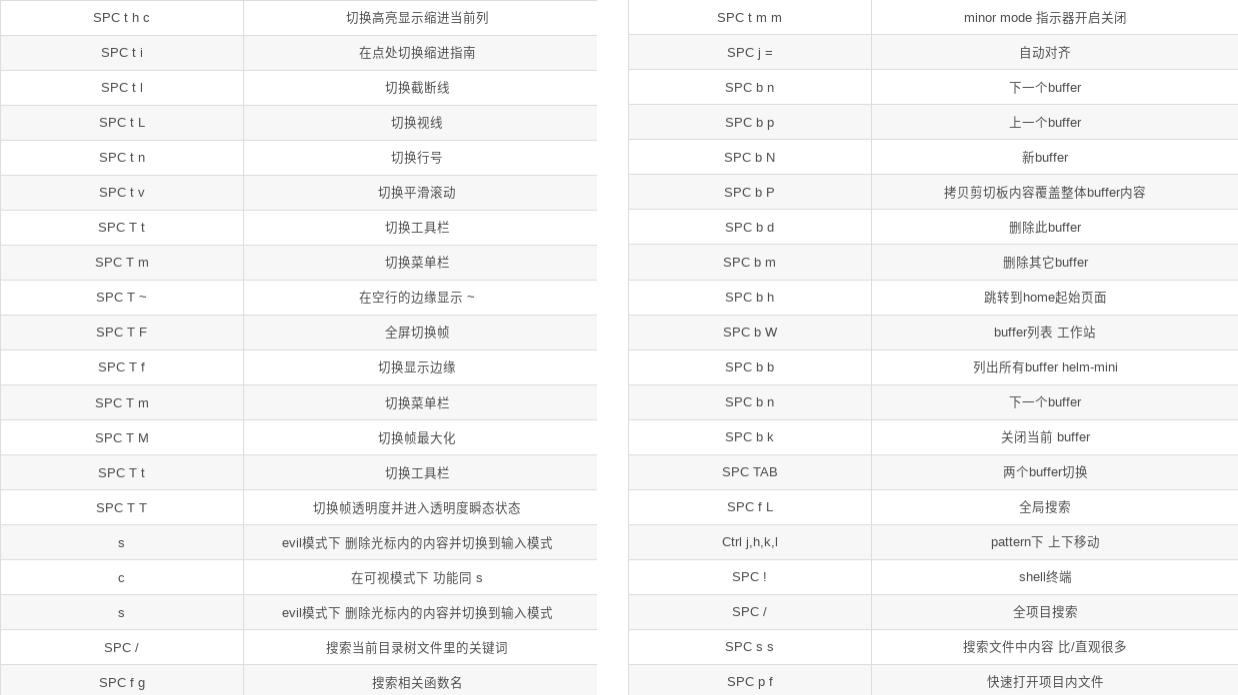 SPC t h c 切换高亮显示缩进当前列
SPC t i 在点处切换缩进指南
SPC t l 切换截断线
SPC t L 切换视线
SPC t n 切换行号
SPC t v 切换平滑滚动
SPC T t 切换工具栏
SPC T m 切换菜单栏
SPC T ~ 在空行的边缘显示 ~
SPC T F 全屏切换帧
SPC T f 切换显示边缘
SPC T m 切换菜单栏
SPC T M 切换帧最大化
SPC T t 切换工具栏
SPC T T 切换帧透明度并进入透明度瞬态状态
s evil模式下 删除光标内的内容并切换到输入模式
c 在可视模式下 功能同 s
s evil模式下 删除光标内的内容并切换到输入模式
SPC / 搜索当前目录树文件里的关键词
SPC f g 搜索相关函数名
SPC t m m minor mode 指示器开启关闭
SPC j = 自动对齐
SPC b n 下一个buffer
SPC b p 上一个buffer
SPC b N 新buffer
SPC b P 拷贝剪切板内容覆盖整体buffer内容
SPC b d 删除此buffer
SPC b m 删除其它buffer
SPC b h 跳转到home起始页面
SPC b W buffer列表 工作站
SPC b b 列出所有buffer helm-mini
SPC b n 下一个buffer
SPC b k 关闭当前 buffer
SPC TAB 两个buffer切换
SPC f L 全局搜索
Ctrl j,h,k,l pattern下 上下移动
SPC ! shell终端
SPC / 全项目搜索
SPC s s 搜索文件中内容 比/直观很多
SPC p f 快速打开项目内文件